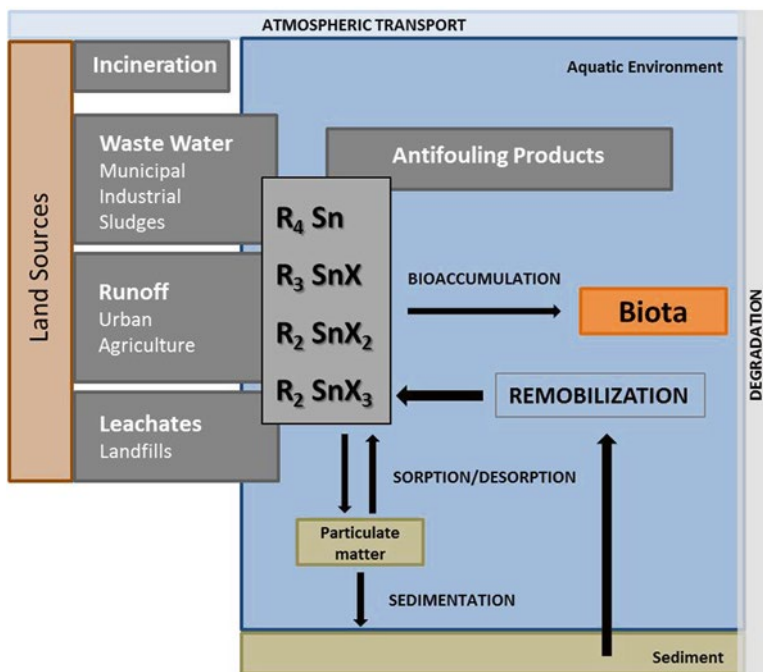 ATMOSPHERIC TRANSPORT
Incineration
Aquatic Environment
Waste Water
Municipal
Industrial
Sludges
Antifouling Products
Land Sources
R₄ Sn
R₃ SnX
R₂ SnX₂
R₂ SnX₃
BIOACCUMULATION
Biota
Runoff
Urban
Agriculture
DEGRADATION
REMOBILIZATION
Leachates
Landfills
SORPTION/DESORPTION
Particulate
matter
SEDIMENTATION
Sediment